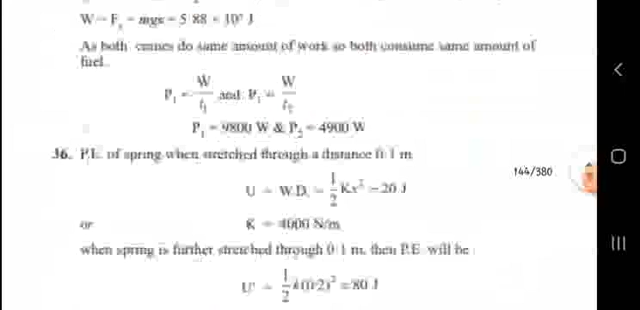 W = F_s = mgs = 5.88 × 10⁵ J
As both cranes do same amount of work so both consume same amount of
fuel.
P₁ = W/t₁ and P₂ = W/t₂
P₁ = 9800 W & P₂ = 4900 W
36. P.E. of spring when stretched through a distance 0.1 m
U = W.D. = 1/2 Kx² = 20 J
or K = 4000 N/m
when spring is further stretched through 0.1 m, then P.E. will be
U' = 1/2 k(0.2)² = 80 J
144/380